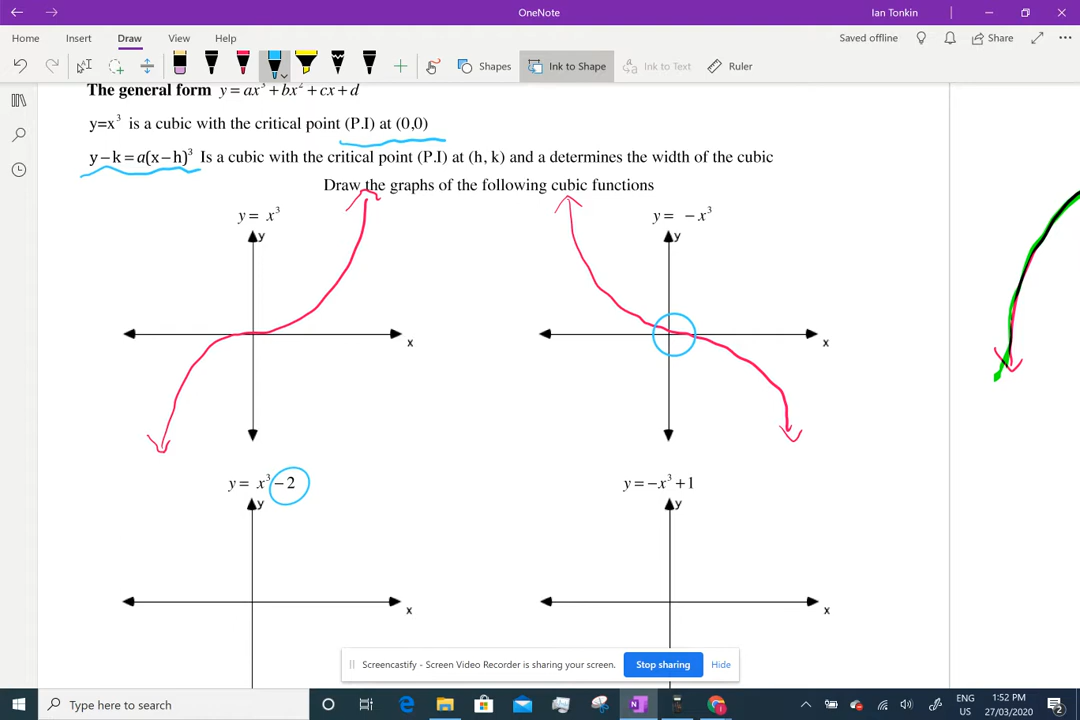 OneNote
Ian Tonkin
Home Insert Draw View Help
Saved offline Share
Ink to Shape Ink to Text Ruler Shapes
The general form y = ax³ + bx² + cx + d
y=x³ is a cubic with the critical point (P.I) at (0,0)
y – k = a(x – h)³ Is a cubic with the critical point (P.I) at (h, k) and a determines the width of the cubic
Draw the graphs of the following cubic functions
y = x³
y = – x³
y
y
x
x
y = x³ – 2
y = –x³ + 1
y
y
x
x
Screencastify - Screen Video Recorder is sharing your screen. Stop sharing Hide
Type here to search
ENG
US
1:52 PM
27/03/2020
2